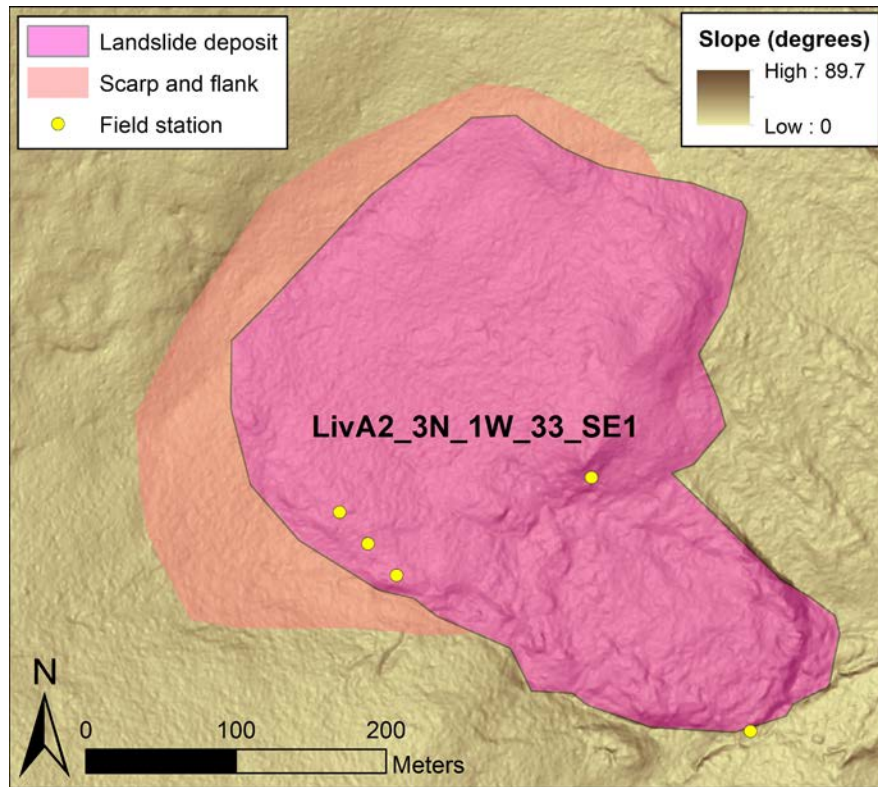 Landslide deposit
Scarp and flank
Field station
Slope (degrees)
High : 89.7
Low : 0
LivA2_3N_1W_33_SE1
N
0 100 200
Meters